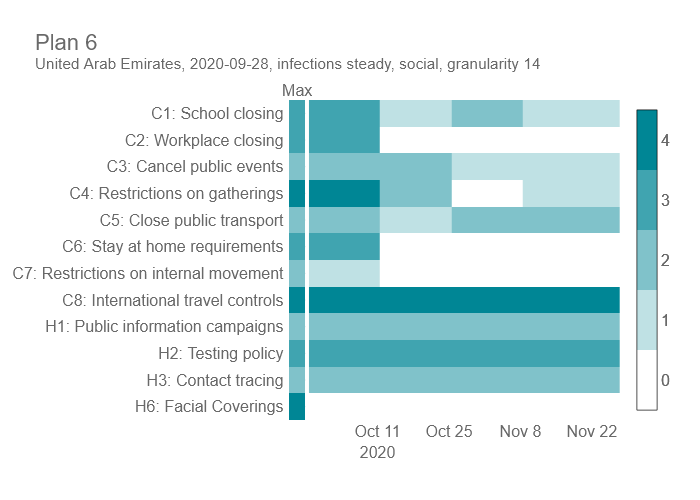 Plan 6
United Arab Emirates, 2020-09-28, infections steady, social, granularity 14
Max
C1: School closing
C2: Workplace closing
C3: Cancel public events
C4: Restrictions on gatherings
C5: Close public transport
C6: Stay at home requirements
C7: Restrictions on internal movement
C8: International travel controls
H1: Public information campaigns
H2: Testing policy
H3: Contact tracing
H6: Facial Coverings
Oct 11 Oct 25 Nov 8 Nov 22
2020
4
3
2
1
0